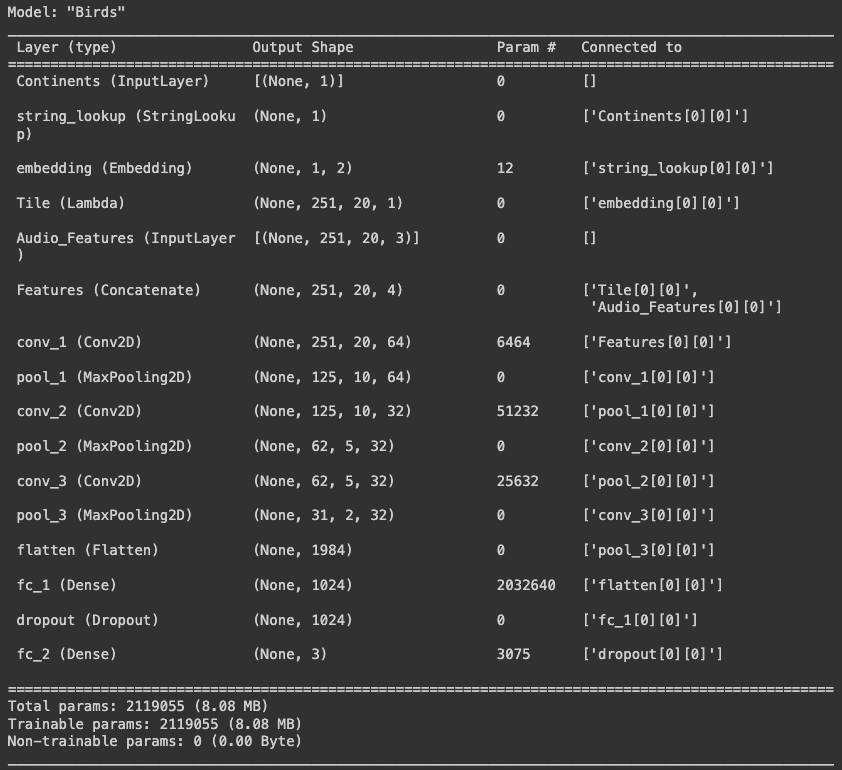 Model: "Birds"
Layer (type) Output Shape Param # Connected to
Continents (InputLayer) [(None, 1)] 0 []
string_lookup (StringLooku (None, 1) 0 ['Continents[0][0]']
p)
embedding (Embedding) (None, 1, 2) 12 ['string_lookup[0][0]']
Tile (Lambda) (None, 251, 20, 1) 0 ['embedding[0][0]']
Audio_Features (InputLayer [(None, 251, 20, 3)] 0 []
)
Features (Concatenate) (None, 251, 20, 4) 0 ['Tile[0][0]',
'Audio_Features[0][0]']
conv_1 (Conv2D) (None, 251, 20, 64) 6464 ['Features[0][0]']
pool_1 (MaxPooling2D) (None, 125, 10, 64) 0 ['conv_1[0][0]']
conv_2 (Conv2D) (None, 125, 10, 32) 51232 ['pool_1[0][0]']
pool_2 (MaxPooling2D) (None, 62, 5, 32) 0 ['conv_2[0][0]']
conv_3 (Conv2D) (None, 62, 5, 32) 25632 ['pool_2[0][0]']
pool_3 (MaxPooling2D) (None, 31, 2, 32) 0 ['conv_3[0][0]']
flatten (Flatten) (None, 1984) 0 ['pool_3[0][0]']
fc_1 (Dense) (None, 1024) 2032640 ['flatten[0][0]']
dropout (Dropout) (None, 1024) 0 ['fc_1[0][0]']
fc_2 (Dense) (None, 3) 3075 ['dropout[0][0]']
Total params: 2119055 (8.08 MB)
Trainable params: 2119055 (8.08 MB)
Non-trainable params: 0 (0.00 Byte)